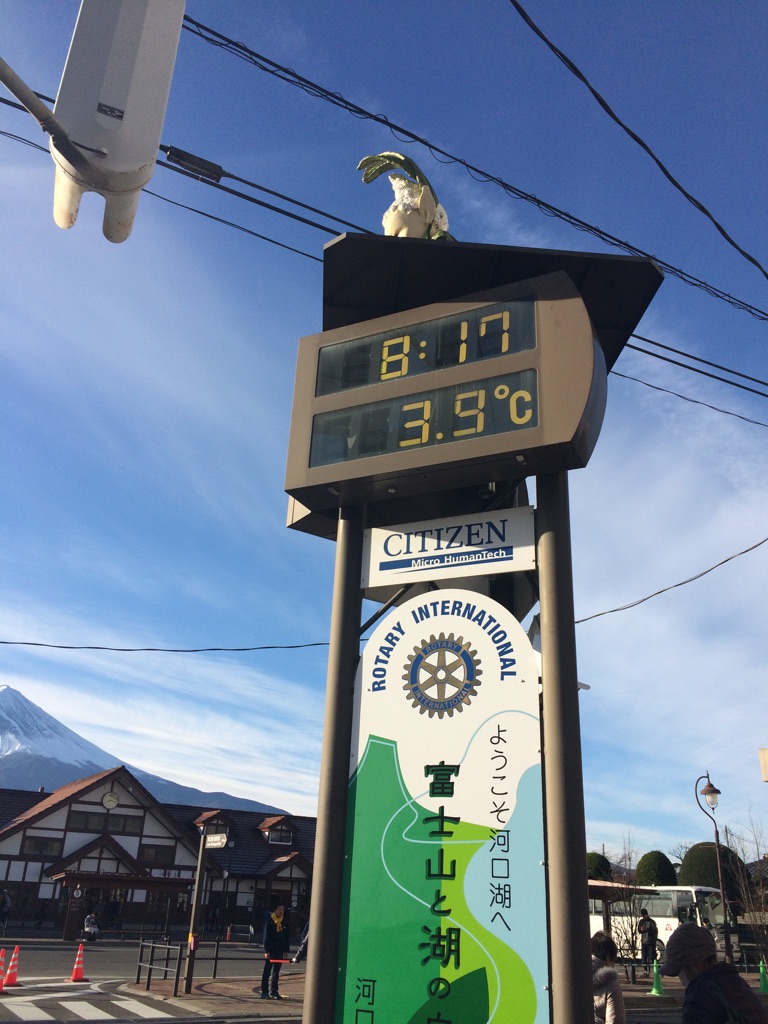 8:17
3.9°C
CITIZEN
Micro HumanTech
ROTARY INTERNATIONAL
ROTARY
INTERNATIONAL
ようこそ河口湖へ
富士山と湖の
河口